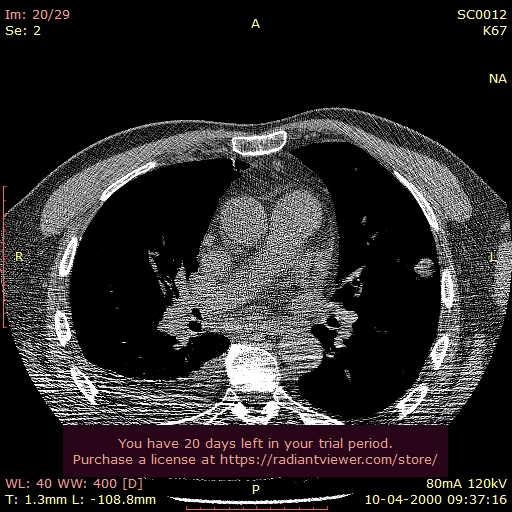 Im: 20/29
Se: 2
A
SC0012
K67
NA
R
L
You have 20 days left in your trial period.
Purchase a license at https://radiantviewer.com/store/
WL: 40 WW: 400 [D]
T: 1.3mm L: -108.8mm
P
80mA 120kV
10-04-2000 09:37:16